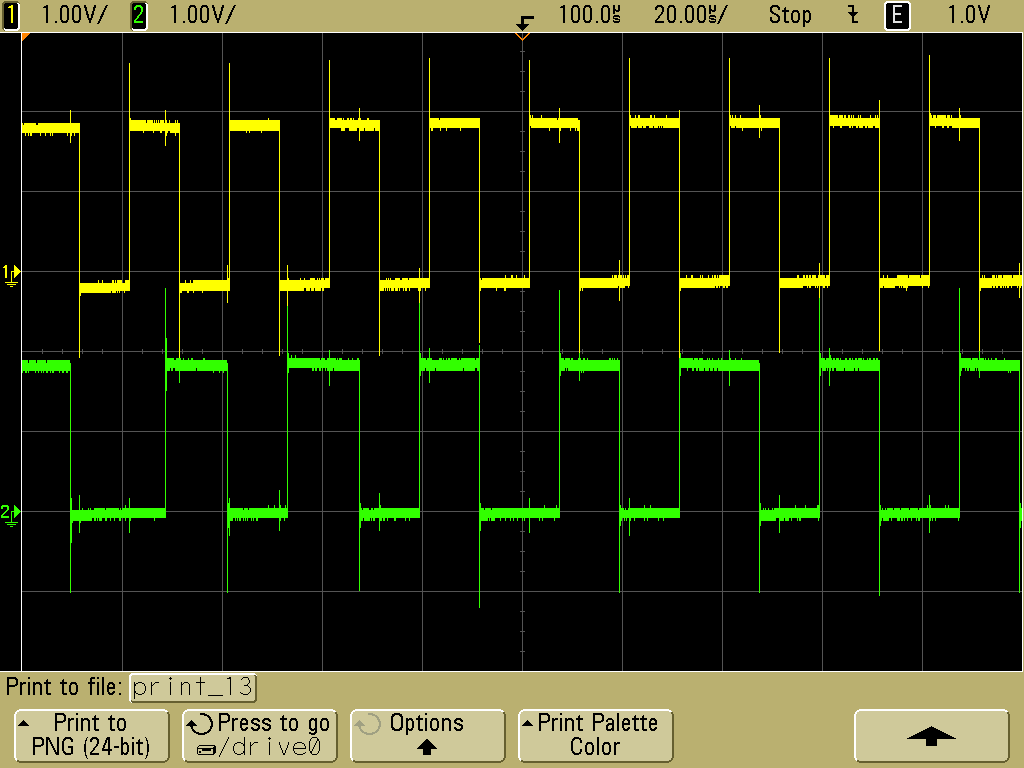 1 1.00V/ 2 1.00V/ 100.0µs 20.00µs/ Stop E 1.0V
1
2
Print to file: print_13
Print to
PNG (24-bit)
Press to go
/drive0
Options
Print Palette
Color